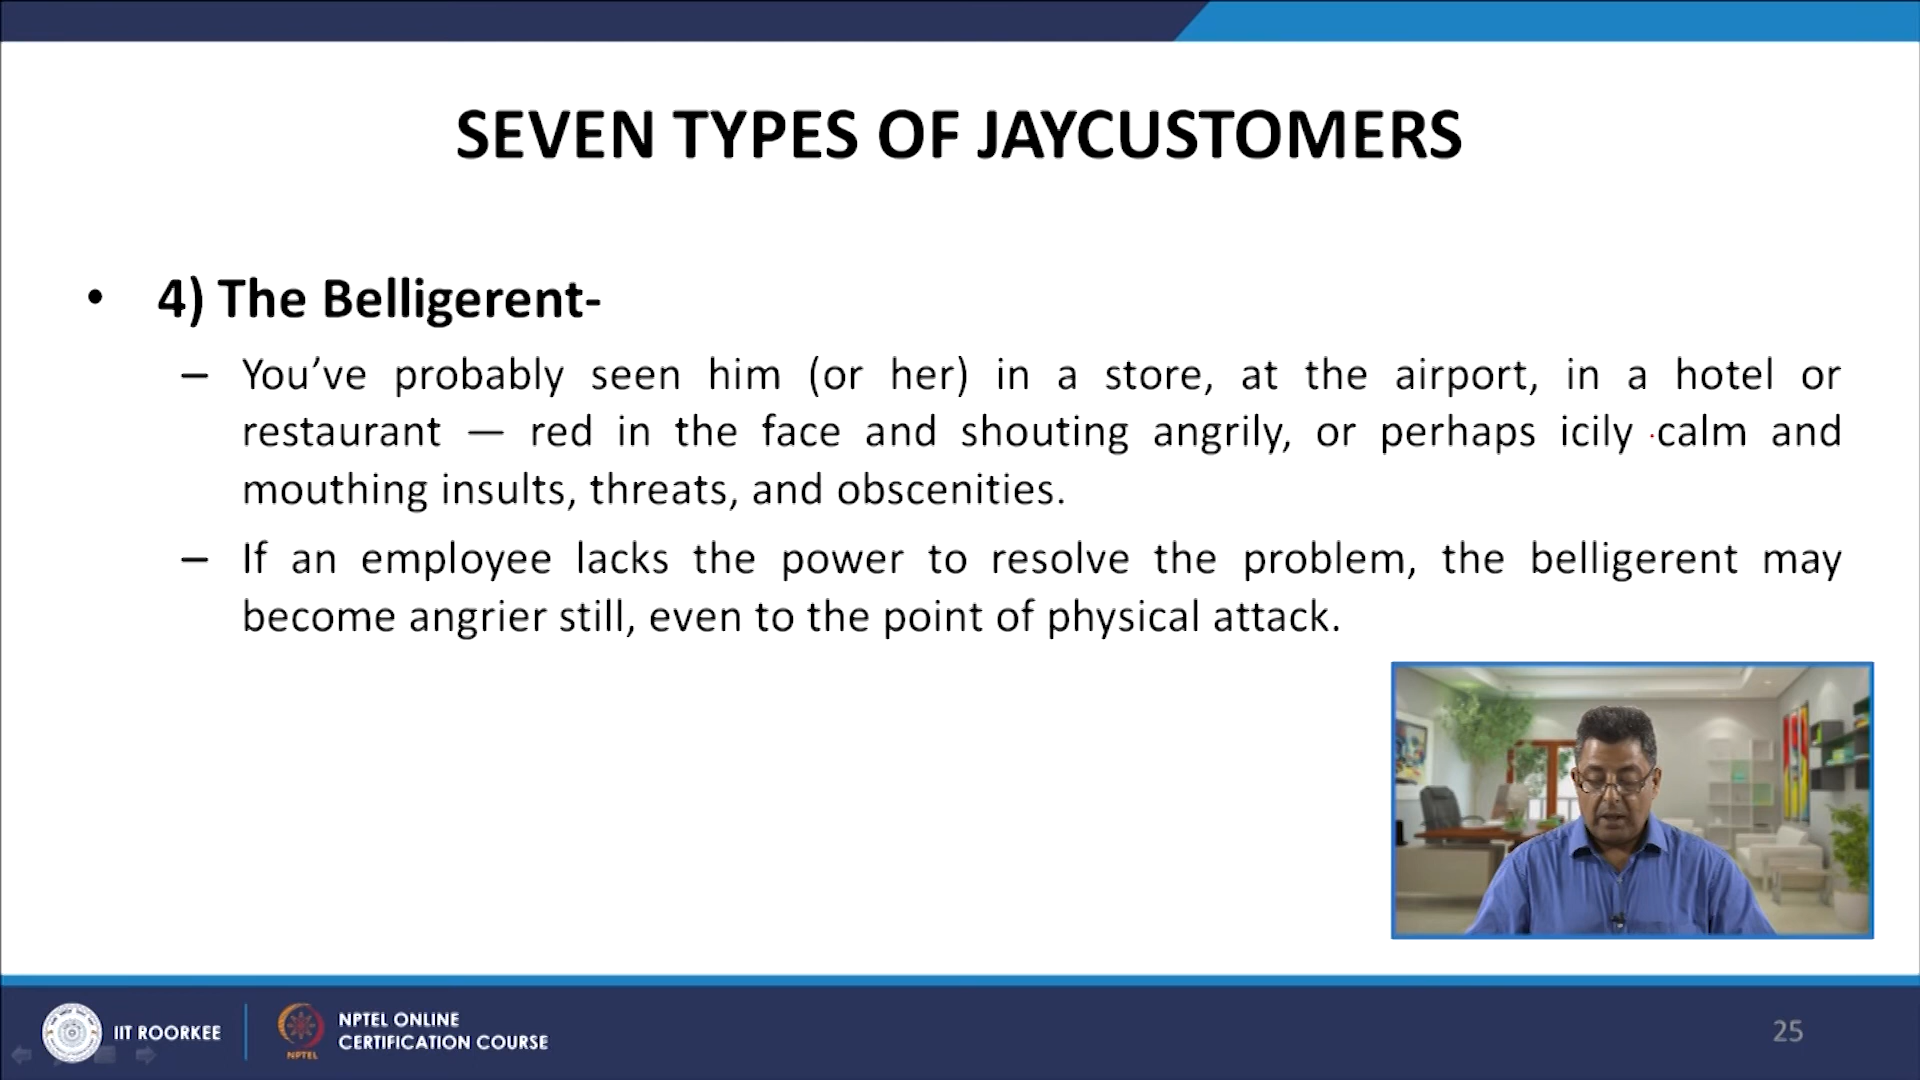 SEVEN TYPES OF JAYCUSTOMERS
• 4) The Belligerent-
– You’ve probably seen him (or her) in a store, at the airport, in a hotel or
restaurant — red in the face and shouting angrily, or perhaps icily calm and
mouthing insults, threats, and obscenities.
– If an employee lacks the power to resolve the problem, the belligerent may
become angrier still, even to the point of physical attack.
IIT ROORKEE
NPTEL
NPTEL ONLINE
CERTIFICATION COURSE
25